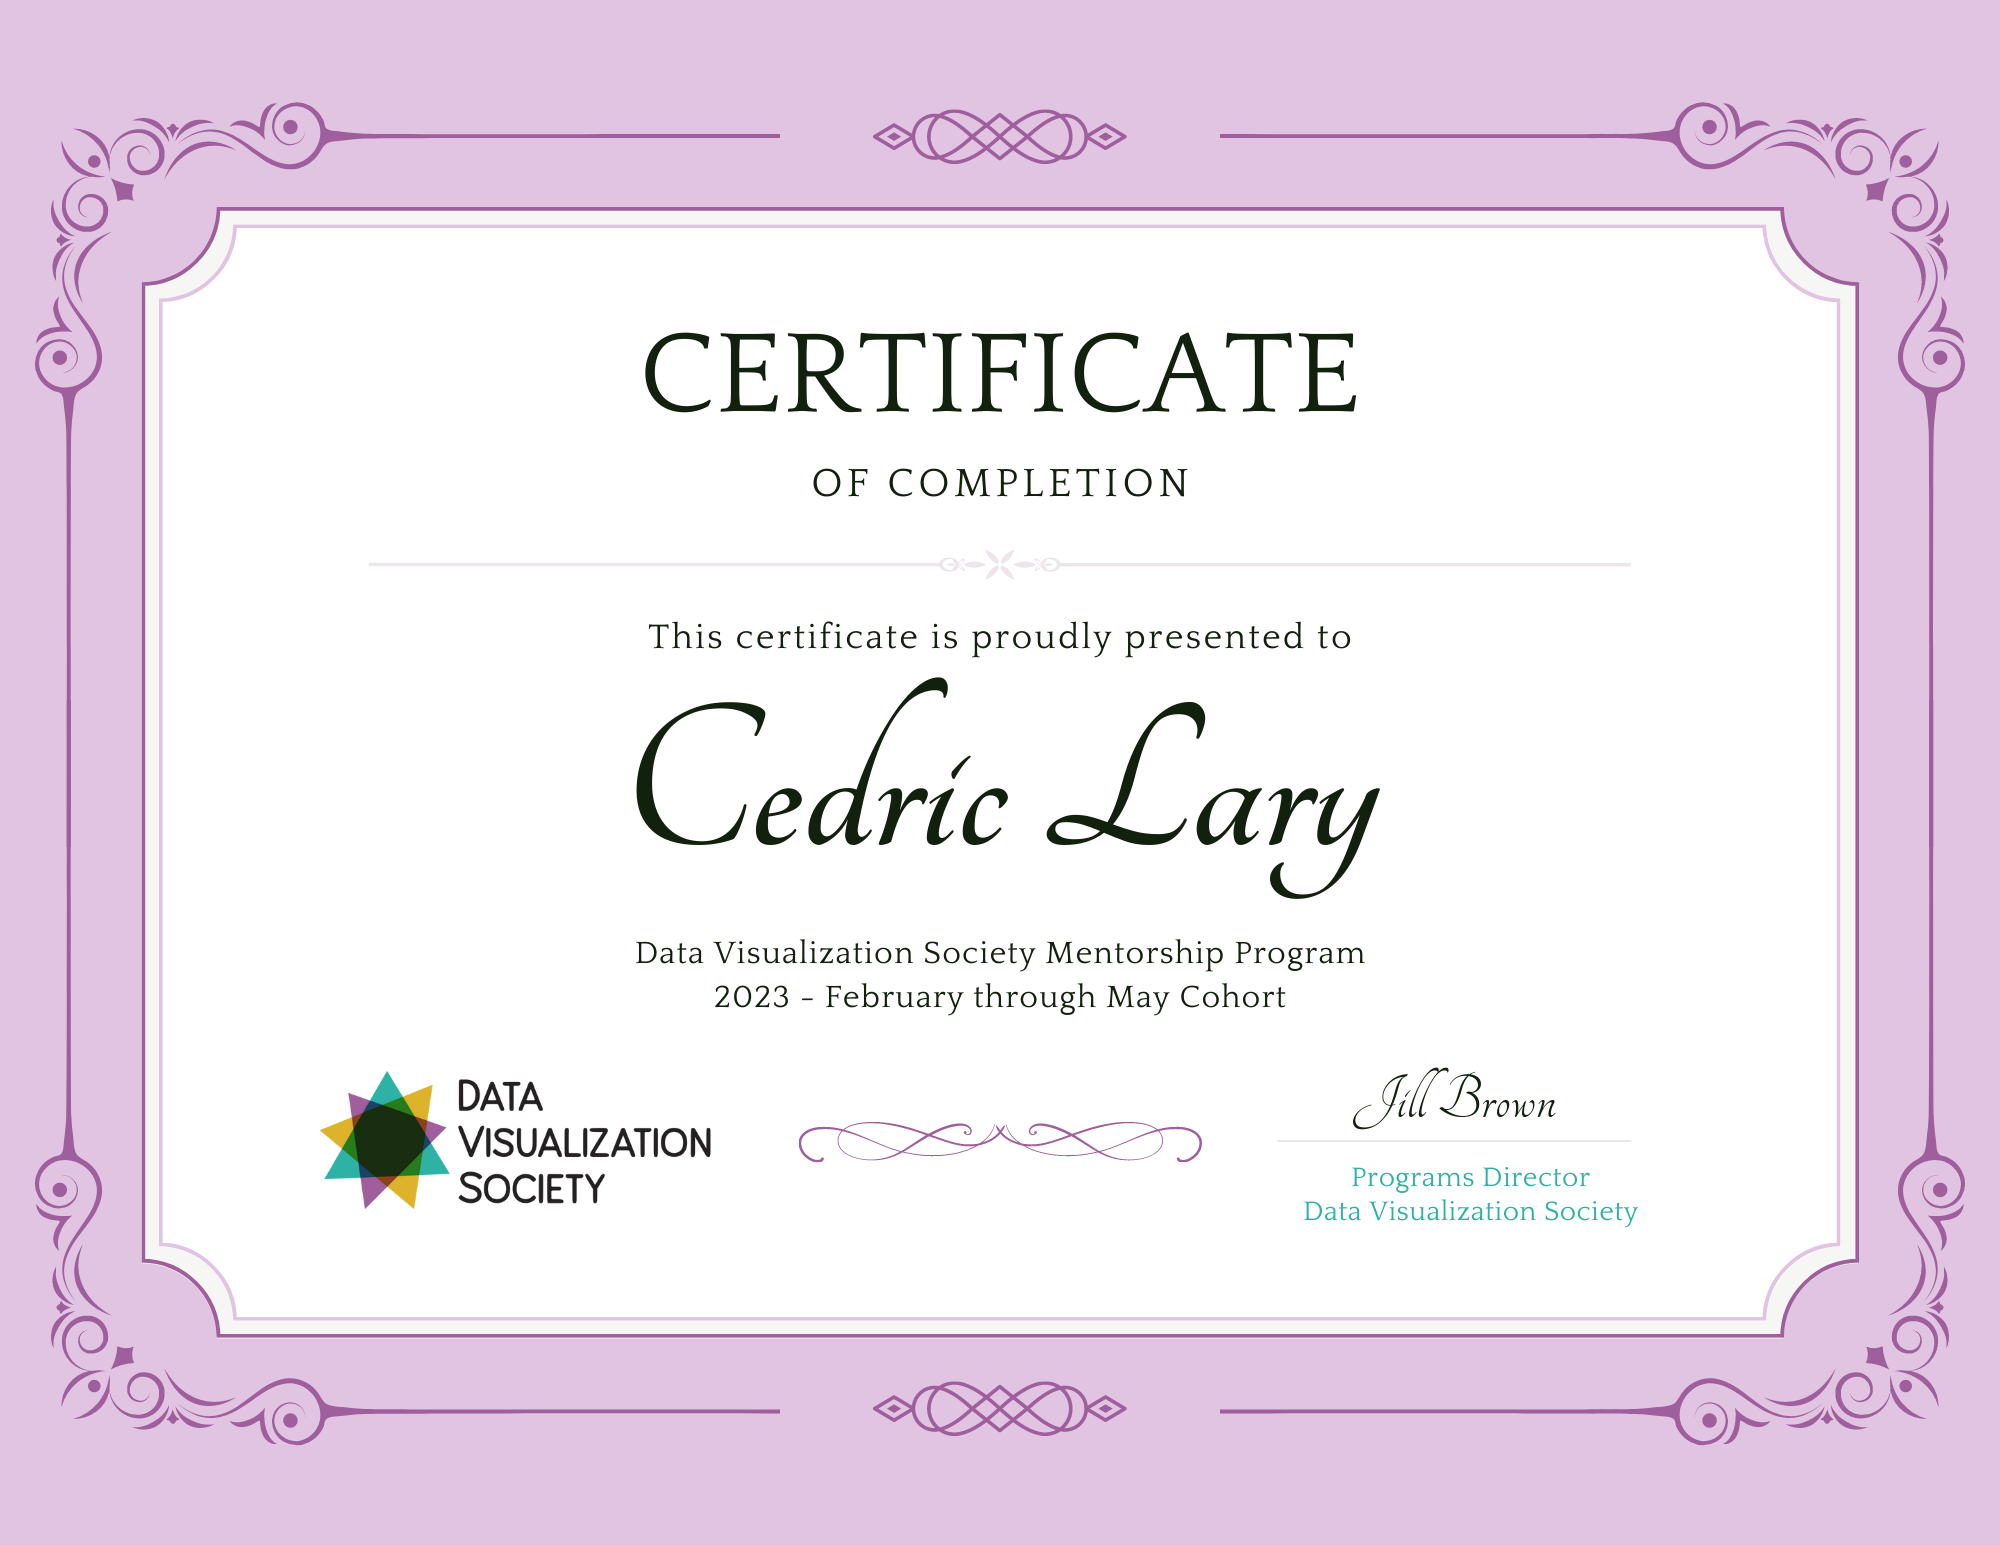 CERTIFICATE
OF COMPLETION
This certificate is proudly presented to
Cedric Lary
Data Visualization Society Mentorship Program
2023 - February through May Cohort
DATA
VISUALIZATION
SOCIETY
Jill Brown
Programs Director
Data Visualization Society